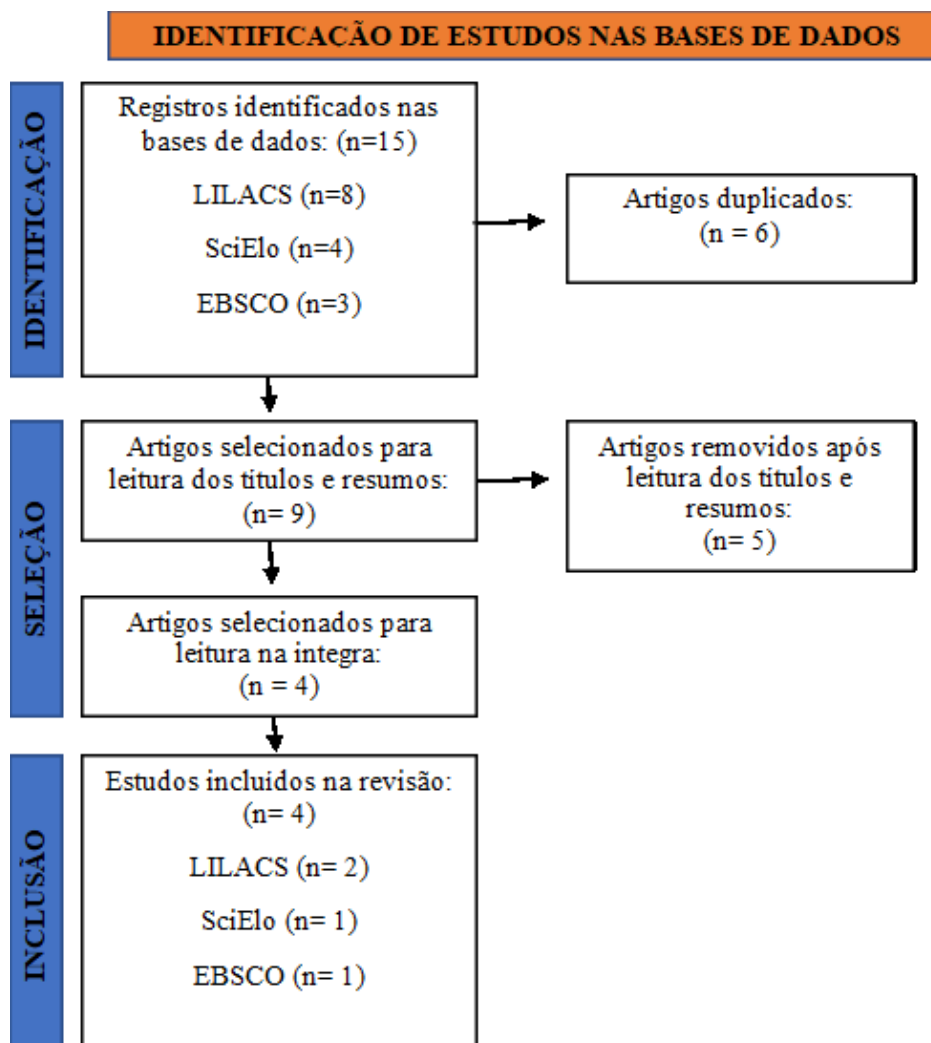 IDENTIFICAÇÃO DE ESTUDOS NAS BASES DE DADOS
IDENTIFICAÇÃO
Registros identificados nas
bases de dados: (n=15)
LILACS (n=8)
SciElo (n=4)
EBSCO (n=3)
Artigos duplicados:
(n = 6)
SELEÇÃO
Artigos selecionados para
leitura dos títulos e resumos:
(n= 9)
Artigos removidos após
leitura dos títulos e
resumos:
(n= 5)
Artigos selecionados para
leitura na integra:
(n = 4)
INCLUSÃO
Estudos incluidos na revisão:
(n= 4)
LILACS (n= 2)
SciElo (n= 1)
EBSCO (n= 1)